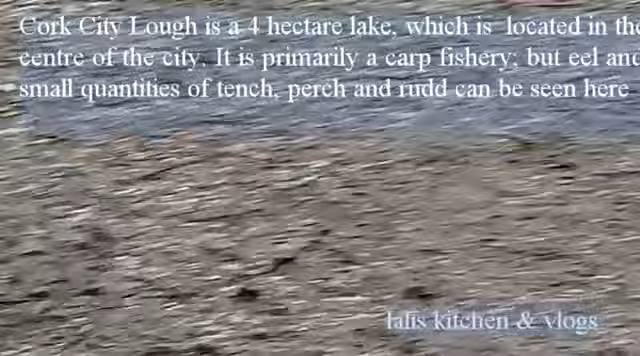 Cork City Lough is a 4 hectare lake, which is located in the
centre of the city. It is primarily a carp fishery; but eel and
small quantities of tench, perch and rudd can be seen here
lalis kitchen & vlogs